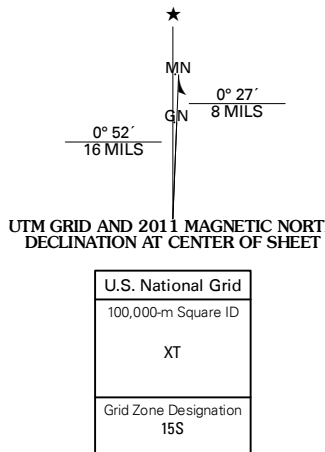 ★
MN
0° 27´
8 MILS
GN
0° 52´
16 MILS
UTM GRID AND 2011 MAGNETIC NORT
DECLINATION AT CENTER OF SHEET
U.S. National Grid
100,000-m Square ID
XT
Grid Zone Designation
15S